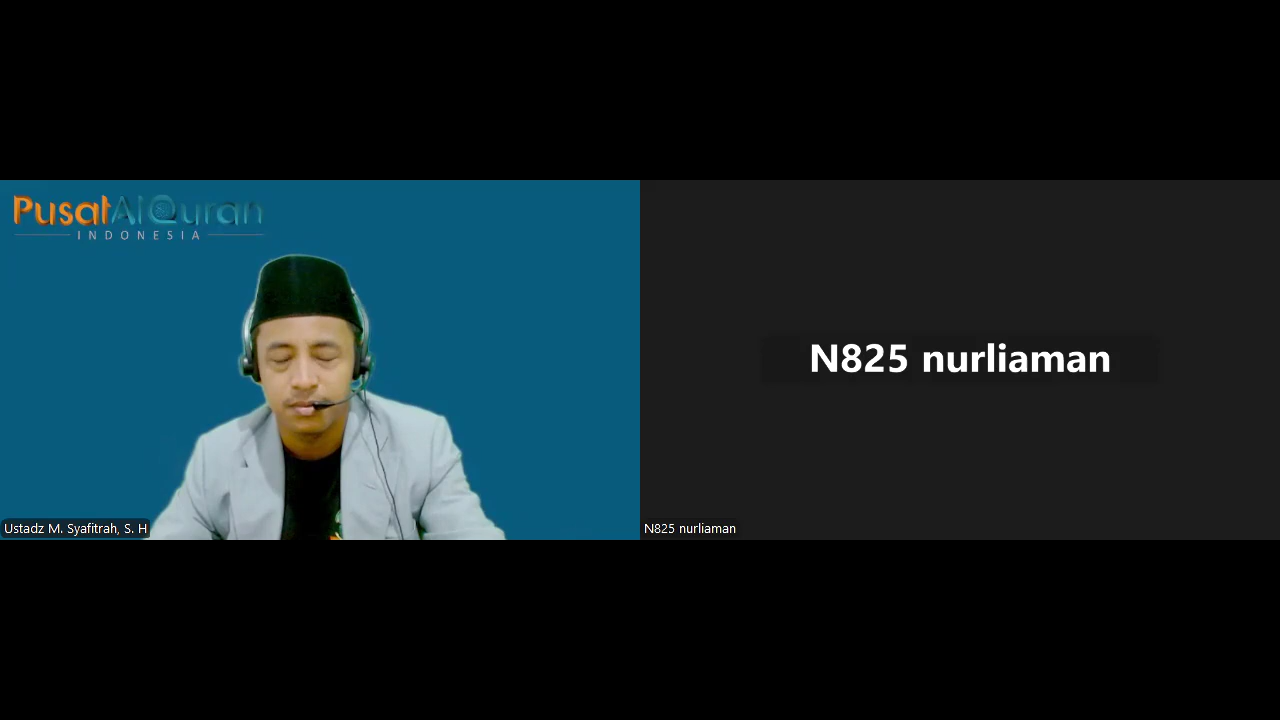 PusatAlQuran
INDONESIA
Ustadz M. Syafitrah, S. H
N825 nurliaman
N825 nurliaman